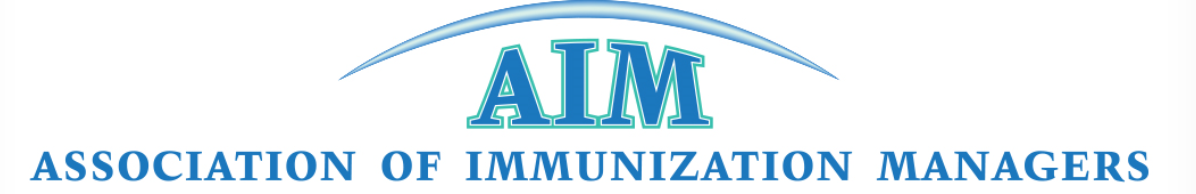 AIM
ASSOCIATION OF IMMUNIZATION MANAGERS